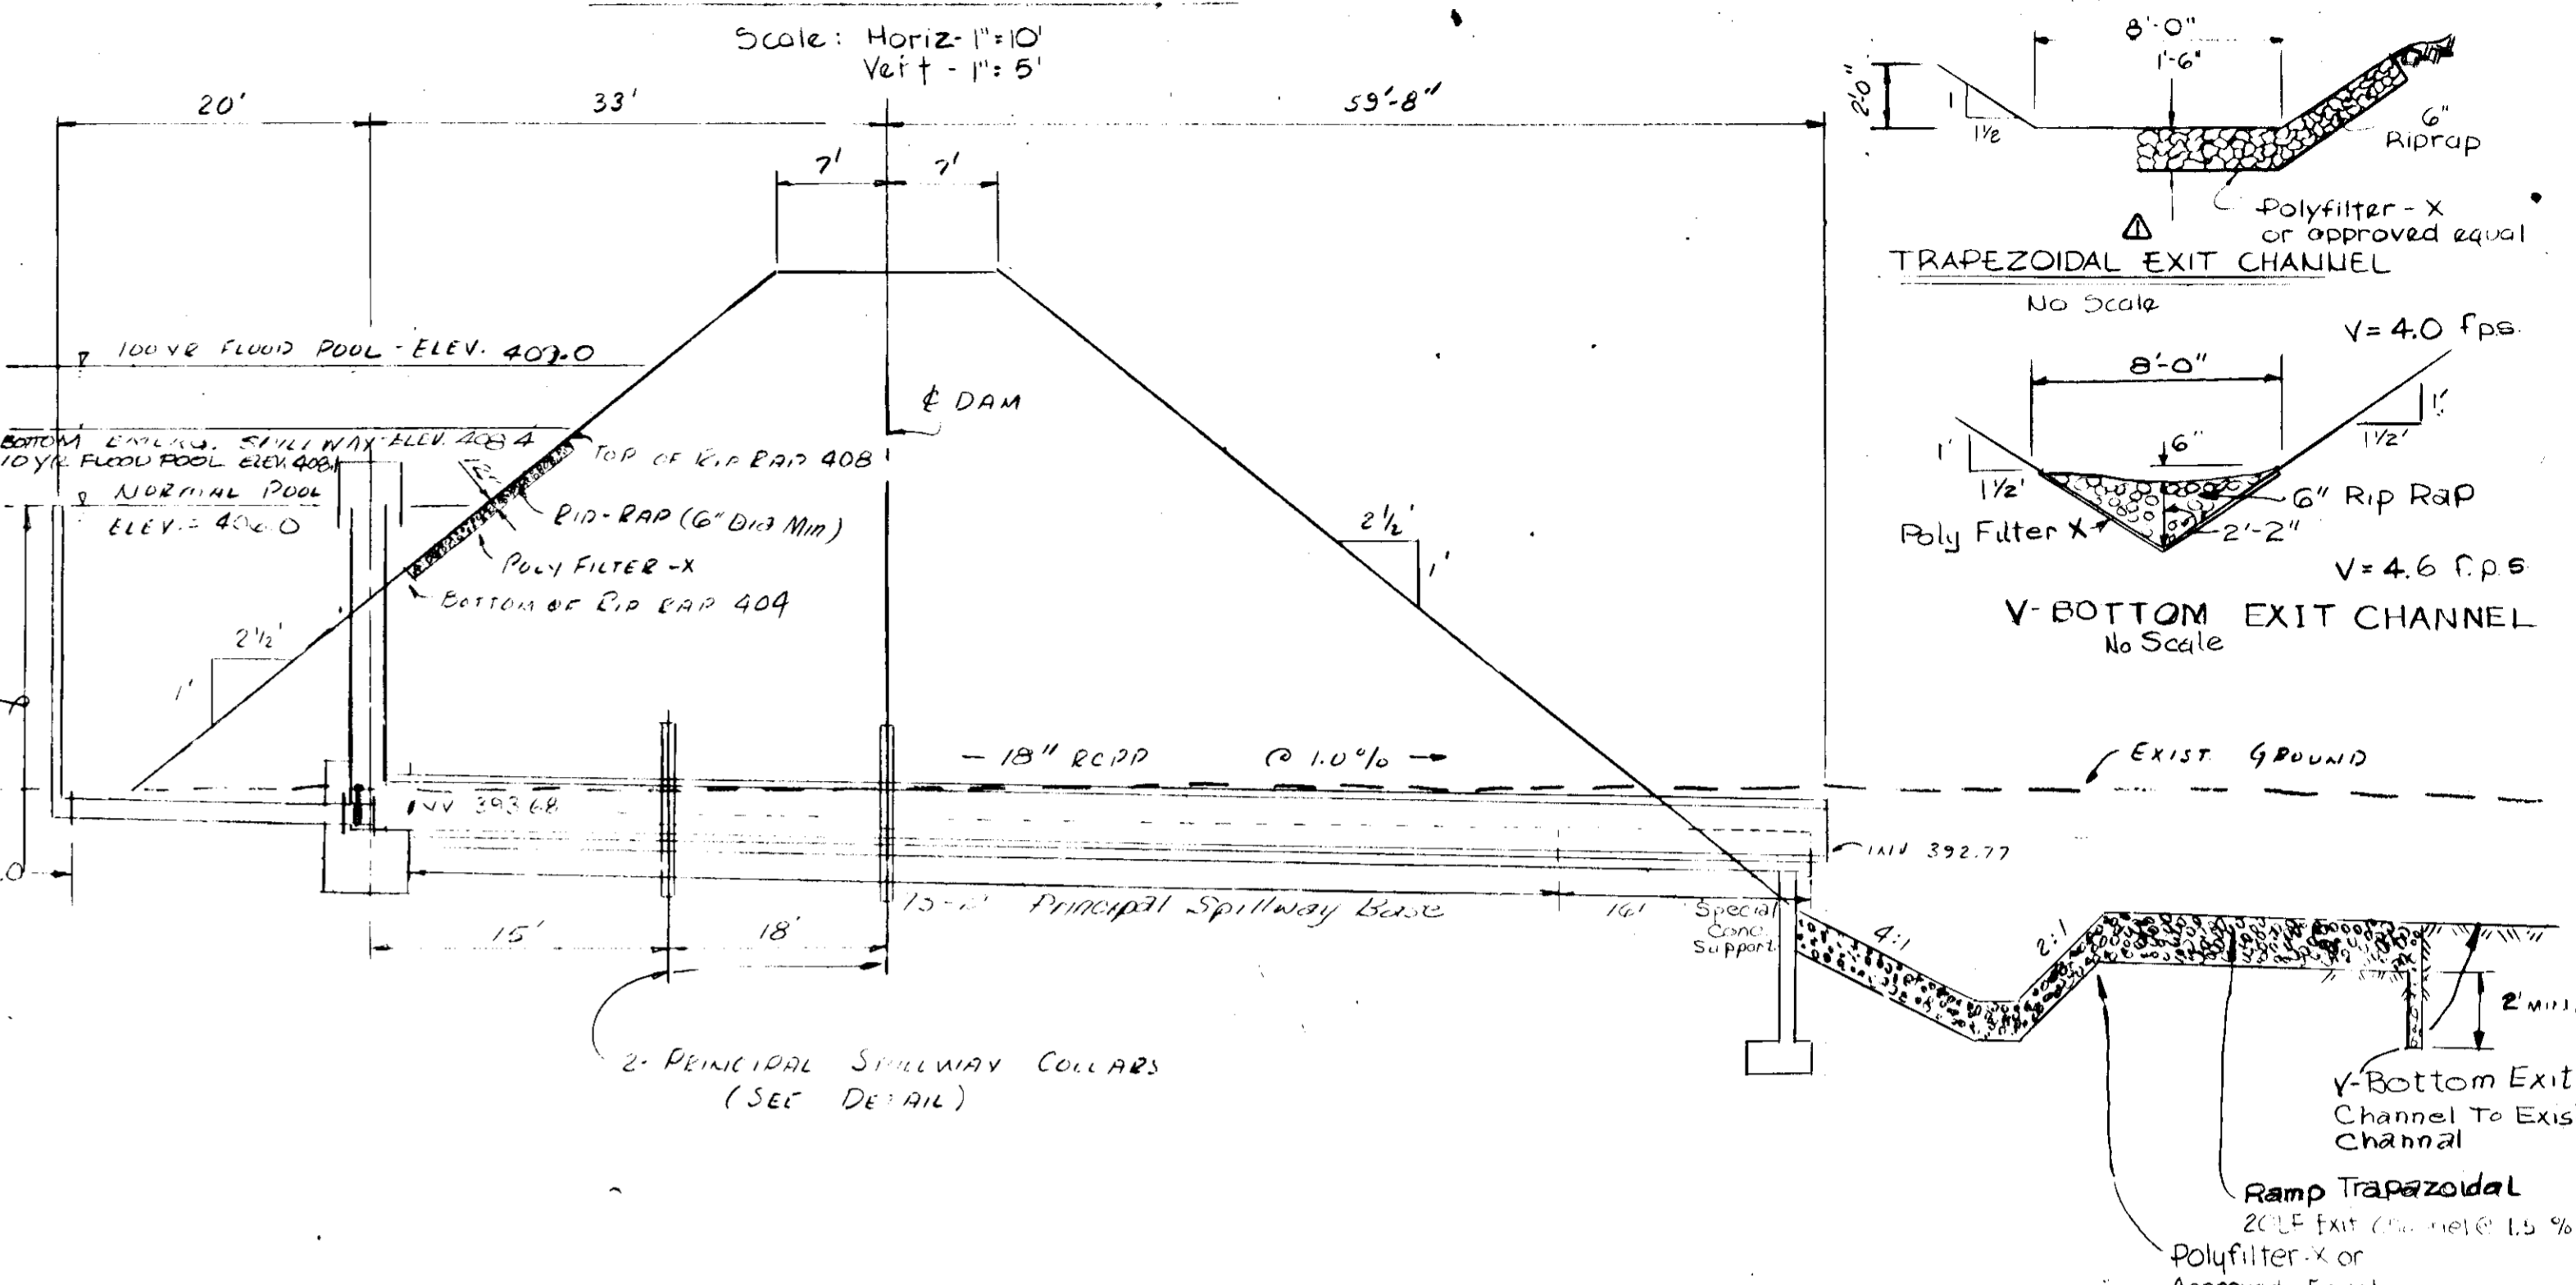 Scale: Horiz- 1"=10'
Vert - 1": 5'
20'
33'
59'-8"
7'
7'
100 YR FLOOD POOL - ELEV. 409.0
BOTTOM EMERG. SPILLWAY ELEV. 408.4
10 YR FLOOD POOL ELEV. 408.1
NORMAL POOL
ELEV. = 406.0
℄ DAM
TOP OF RIP RAP 408
RIP-RAP (6" DIA MIN)
POLY FILTER -X
BOTTOM OF RIP RAP 404
2½'
1'
2½'
1'
18" RCPP @ 1.0%
EXIST. GROUND
INV 393.68
INV 392.77
Principal Spillway Base
16'
Special
Conc.
Support
15'
18'
2- PRINCIPAL SPILLWAY COLLARS
(SEE DETAIL)
4:1
2:1
2' MIN.
V-Bottom Exit
Channel To Exis
Channal
Ramp Trapazoidal
Exit Channel @ 1.5 %
Polyfilter-X or
8'-0"
1'-6"
2'-0"
1
1½
6"
Riprap
Polyfilter - X
or approved equal
1
TRAPEZOIDAL EXIT CHANNEL
No Scale
V= 4.0 fps.
8'-0"
1'
1½'
6"
1'
1½'
6" Rip Rap
Poly Filter X
2'-2"
V= 4.6 f.p.s
V- BOTTOM EXIT CHANNEL
No Scale